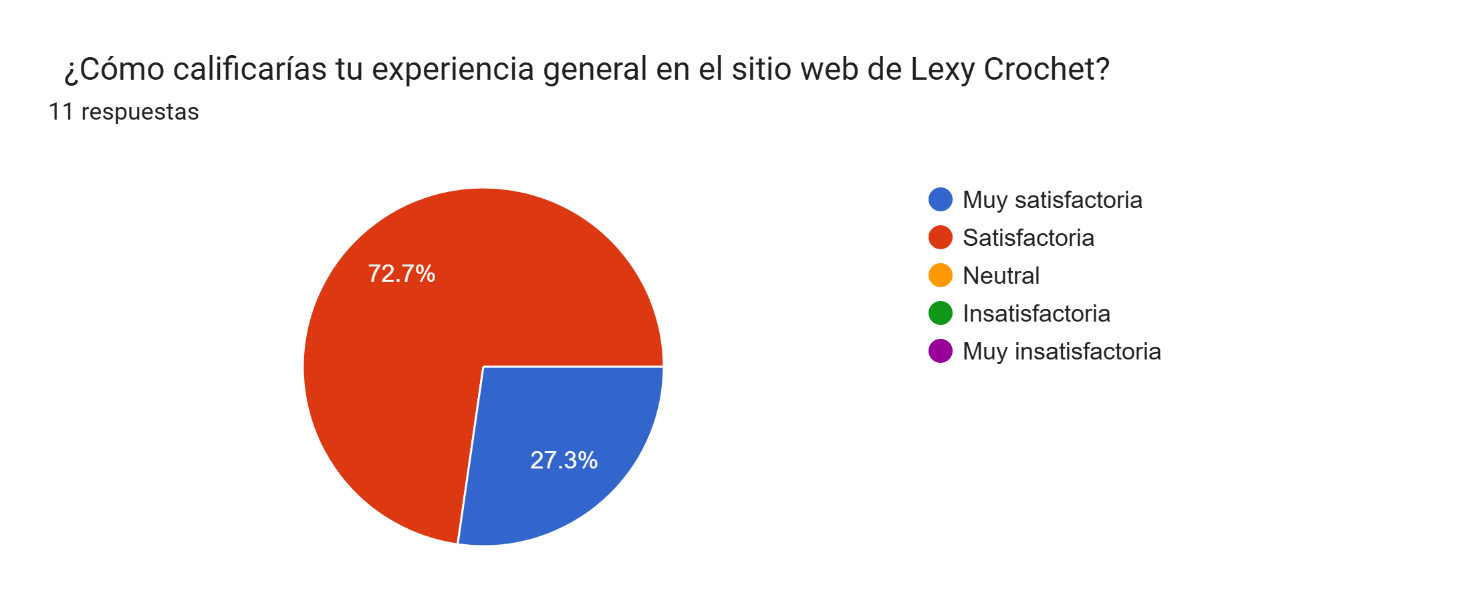 ¿Cómo calificarías tu experiencia general en el sitio web de Lexy Crochet?
11 respuestas
72.7%
27.3%
Muy satisfactoria
Satisfactoria
Neutral
Insatisfactoria
Muy insatisfactoria